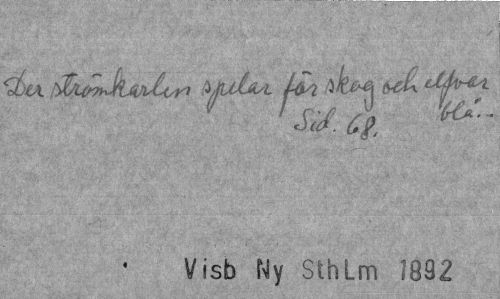 Der strömkarlen spelar för skog och elfvar
blå.-
Sid. 68.
Visb Ny SthLm 1892